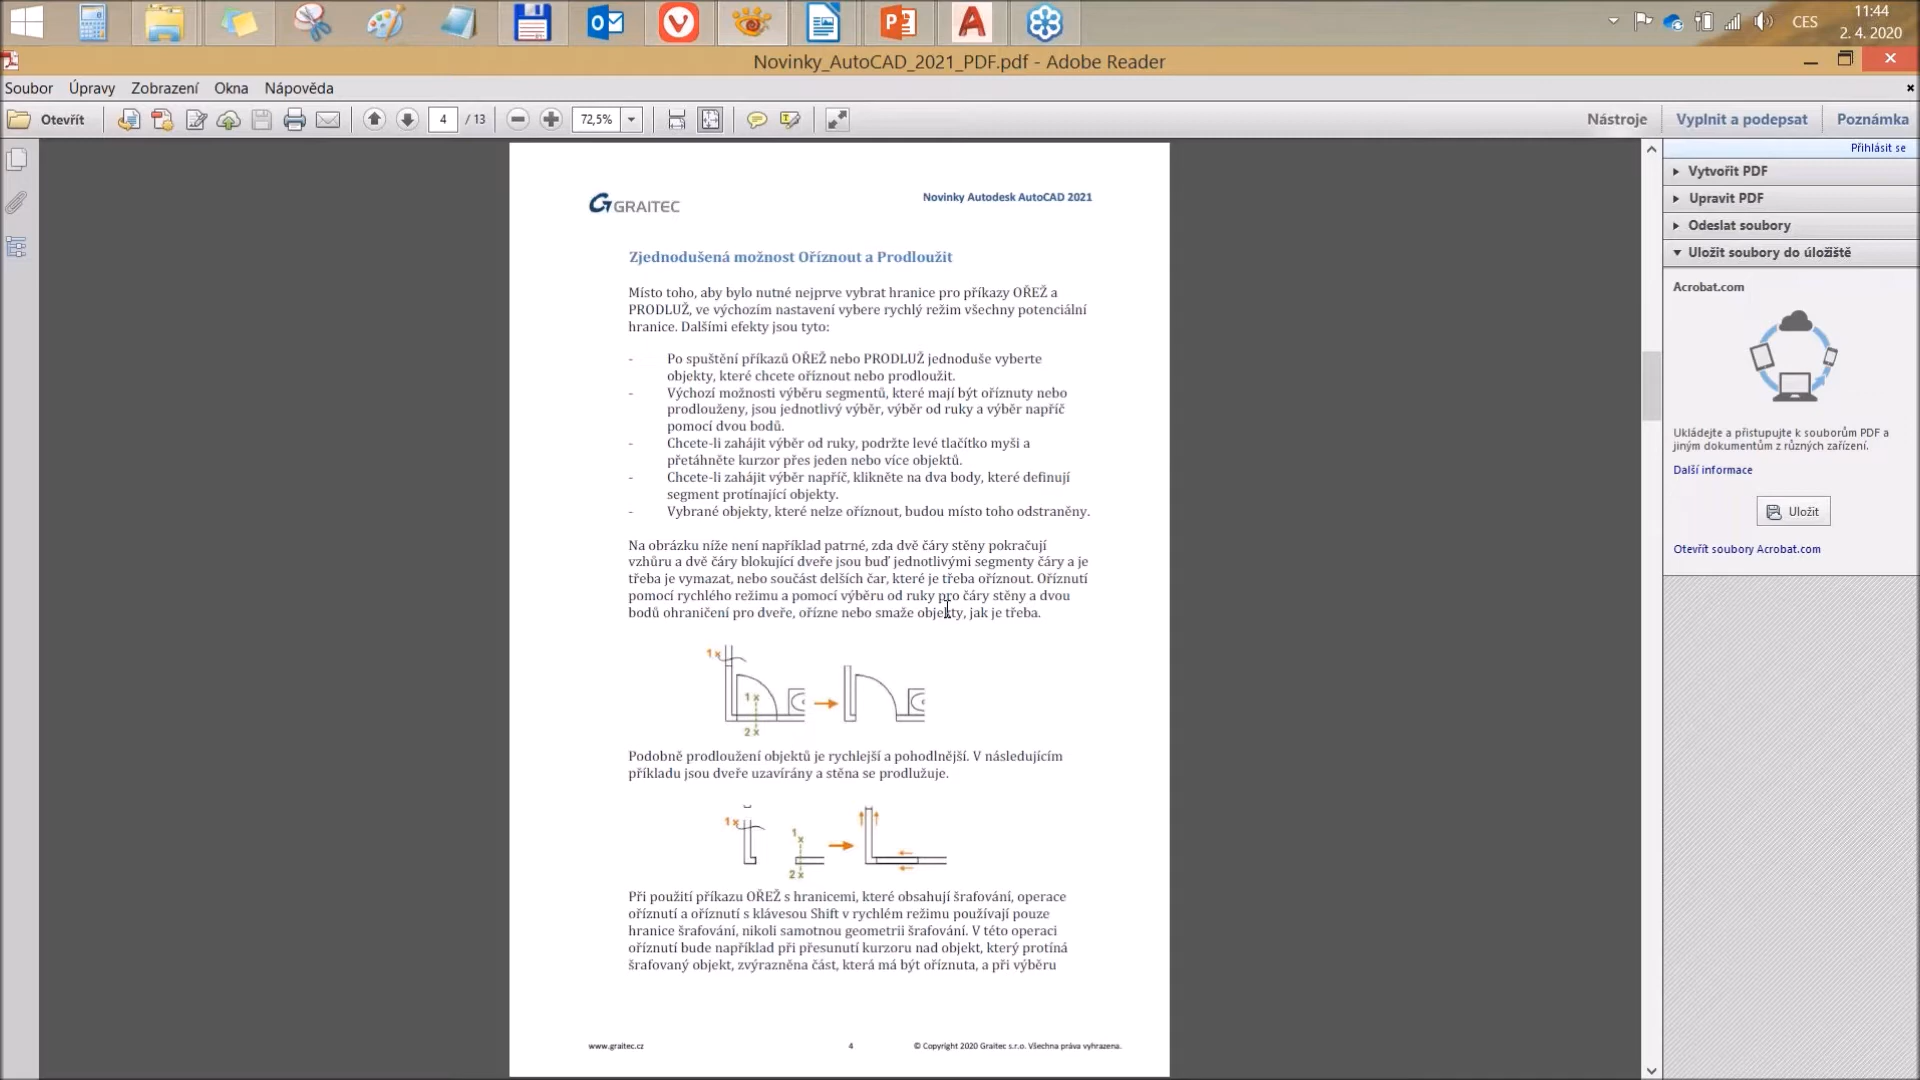 CES
11:44
2. 4. 2020
Novinky_AutoCAD_2021_PDF.pdf - Adobe Reader
Soubor Úpravy Zobrazení Okna Nápověda
Otevřít
4 / 13
72,5%
Nástroje
Vyplnit a podepsat
Poznámka
Přihlásit se
Vytvořit PDF
Upravit PDF
Odeslat soubory
Uložit soubory do úložiště
Acrobat.com
Ukládejte a přistupujte k souborům PDF a
jiným dokumentům z různých zařízení.
Další informace
Uložit
Otevřít soubory Acrobat.com
GRAITEC
Novinky Autodesk AutoCAD 2021
Zjednodušená možnost Oříznout a Prodloužit
Místo toho, aby bylo nutné nejprve vybrat hranice pro příkazy OŘEŽ a
PRODLUŽ, ve výchozím nastavení vybere rychlý režim všechny potenciální
hranice. Dalšími efekty jsou tyto:
- Po spuštění příkazů OŘEŽ nebo PRODLUŽ jednoduše vyberte
objekty, které chcete oříznout nebo prodloužit.
- Výchozí možnosti výběru segmentů, které mají být oříznuty nebo
prodlouženy, jsou jednotlivý výběr, výběr od ruky a výběr napříč
pomocí dvou bodů.
- Chcete-li zahájit výběr od ruky, podržte levé tlačítko myši a
přetáhněte kurzor přes jeden nebo více objektů.
- Chcete-li zahájit výběr napříč, klikněte na dva body, které definují
segment protínající objekty.
- Vybrané objekty, které nelze oříznout, budou místo toho odstraněny.
Na obrázku níže není například patrné, zda dvě čáry stěny pokračují
vzhůru a dvě čáry blokující dveře jsou buď jednotlivými segmenty čáry a je
třeba je vymazat, nebo součást delších čar, které je třeba oříznout. Oříznutí
pomocí rychlého režimu a pomocí výběru od ruky pro čáry stěny a dvou
bodů ohraničení pro dveře, ořízne nebo smaže objekty, jak je třeba.
1 x
1 x
2 x
Podobně prodloužení objektů je rychlejší a pohodlnější. V následujícím
příkladu jsou dveře uzavírány a stěna se prodlužuje.
1 x
1 x
2 x
Při použití příkazu OŘEŽ s hranicemi, které obsahují šrafování, operace
oříznutí a oříznutí s klávesou Shift v rychlém režimu používají pouze
hranice šrafování, nikoli samotnou geometrii šrafování. V této operaci
oříznutí bude například při přesunutí kurzoru nad objekt, který protíná
šrafovaný objekt, zvýrazněna část, která má být oříznuta, a při výběru
www.graitec.cz
4
© Copyright 2020 Graitec s.r.o. Všechna práva vyhrazena.